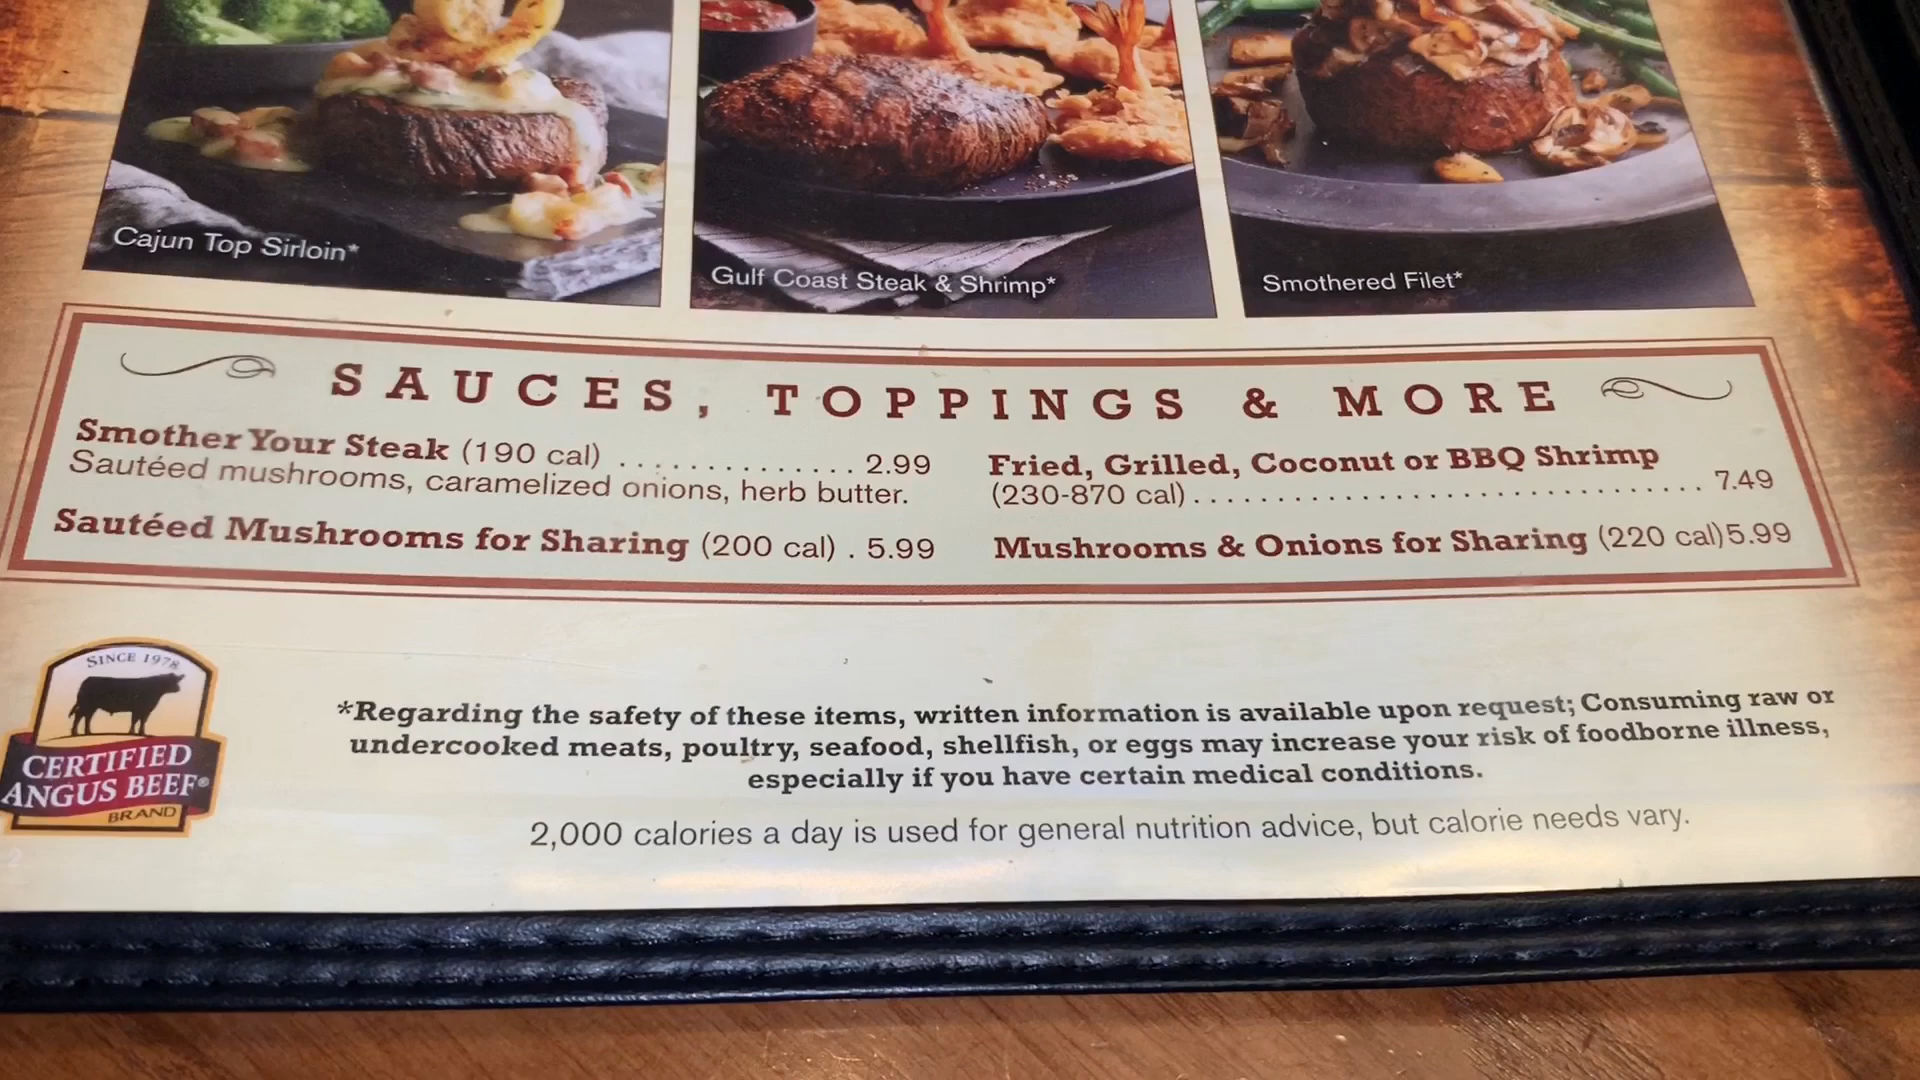 Cajun Top Sirloin*
Gulf Coast Steak & Shrimp*
Smothered Filet*
SAUCES, TOPPINGS & MORE
Smother Your Steak (190 cal) .............. 2.99
Sautéed mushrooms, caramelized onions, herb butter.
Sautéed Mushrooms for Sharing (200 cal) . 5.99
Fried, Grilled, Coconut or BBQ Shrimp
(230-870 cal) ................................ 7.49
Mushrooms & Onions for Sharing (220 cal) 5.99
SINCE 1978
CERTIFIED
ANGUS BEEF®
BRAND
*Regarding the safety of these items, written information is available upon request; Consuming raw or
undercooked meats, poultry, seafood, shellfish, or eggs may increase your risk of foodborne illness,
especially if you have certain medical conditions.
2,000 calories a day is used for general nutrition advice, but calorie needs vary.